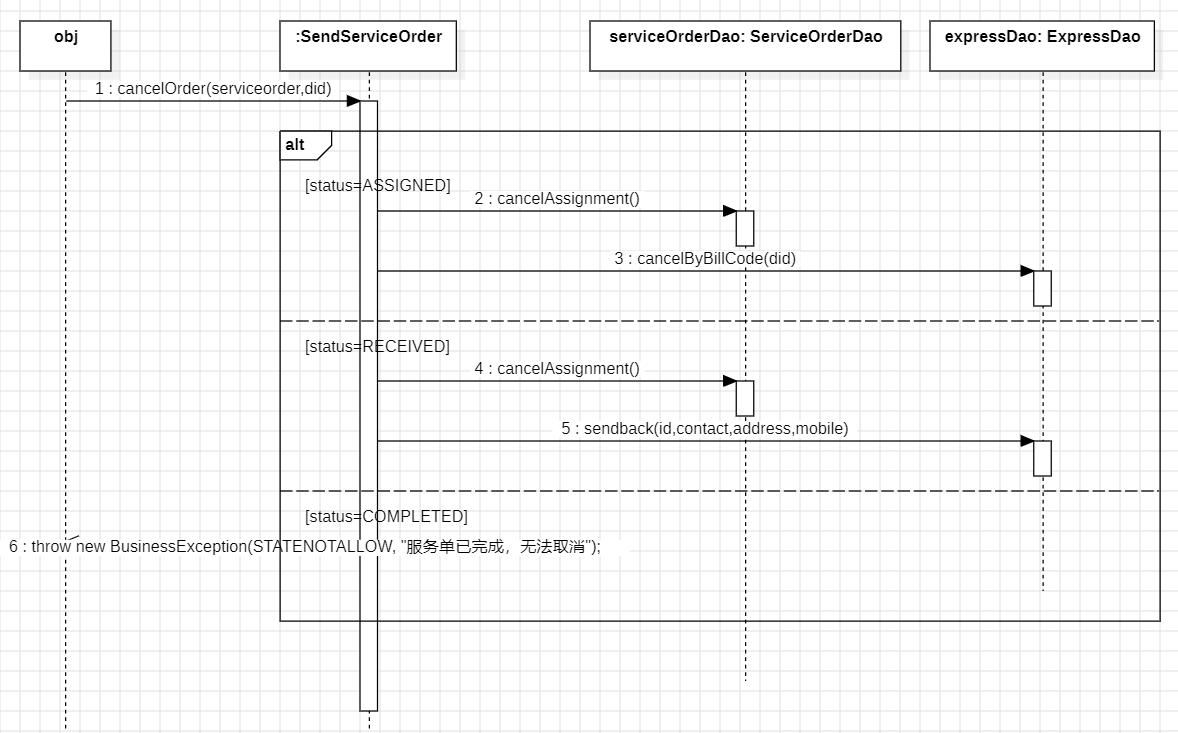 obj
:SendServiceOrder
serviceOrderDao: ServiceOrderDao
expressDao: ExpressDao
1 : cancelOrder(serviceorder,did)
alt
[status=ASSIGNED]
2 : cancelAssignment()
3 : cancelByBillCode(did)
[status=RECEIVED]
4 : cancelAssignment()
5 : sendback(id,contact,address,mobile)
[status=COMPLETED]
6 : throw new BusinessException(STATENOTALLOW, "服务单已完成，无法取消");